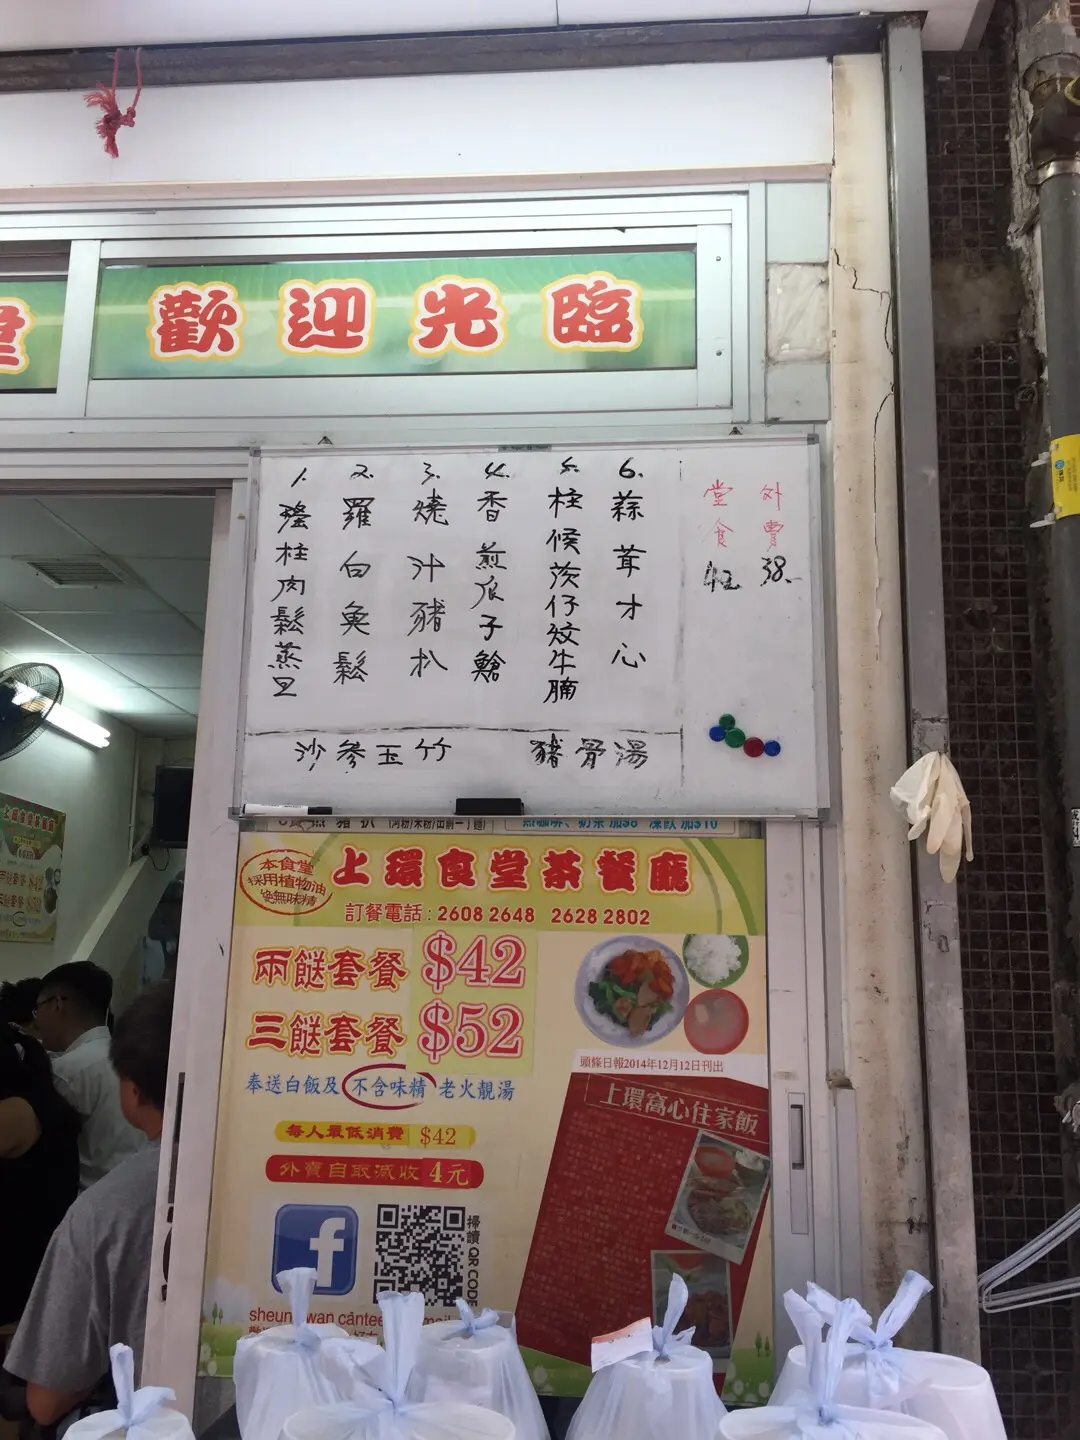 歡迎光臨
1. 瑤柱肉鬆蒸旦
2. 羅白魚鬆
3. 燒汁豬扒
4. 香煎瓜子鱠
5. 柱候茨仔炆牛腩
6. 蒜茸才心
堂食 42
外賣 38.
沙參玉竹 豬骨湯
本食堂
採用植物油
絕無味精
上環食堂茶餐廳
訂餐電話:2608 2648 2628 2802
兩餸套餐 $42
三餸套餐 $52
奉送白飯及 不含味精 老火靚湯
每人最低消費 $42
外賣自取減收 4元
頭條日報2014年12月12日刊出
上環窩心住家飯
掃讀 QR CODE